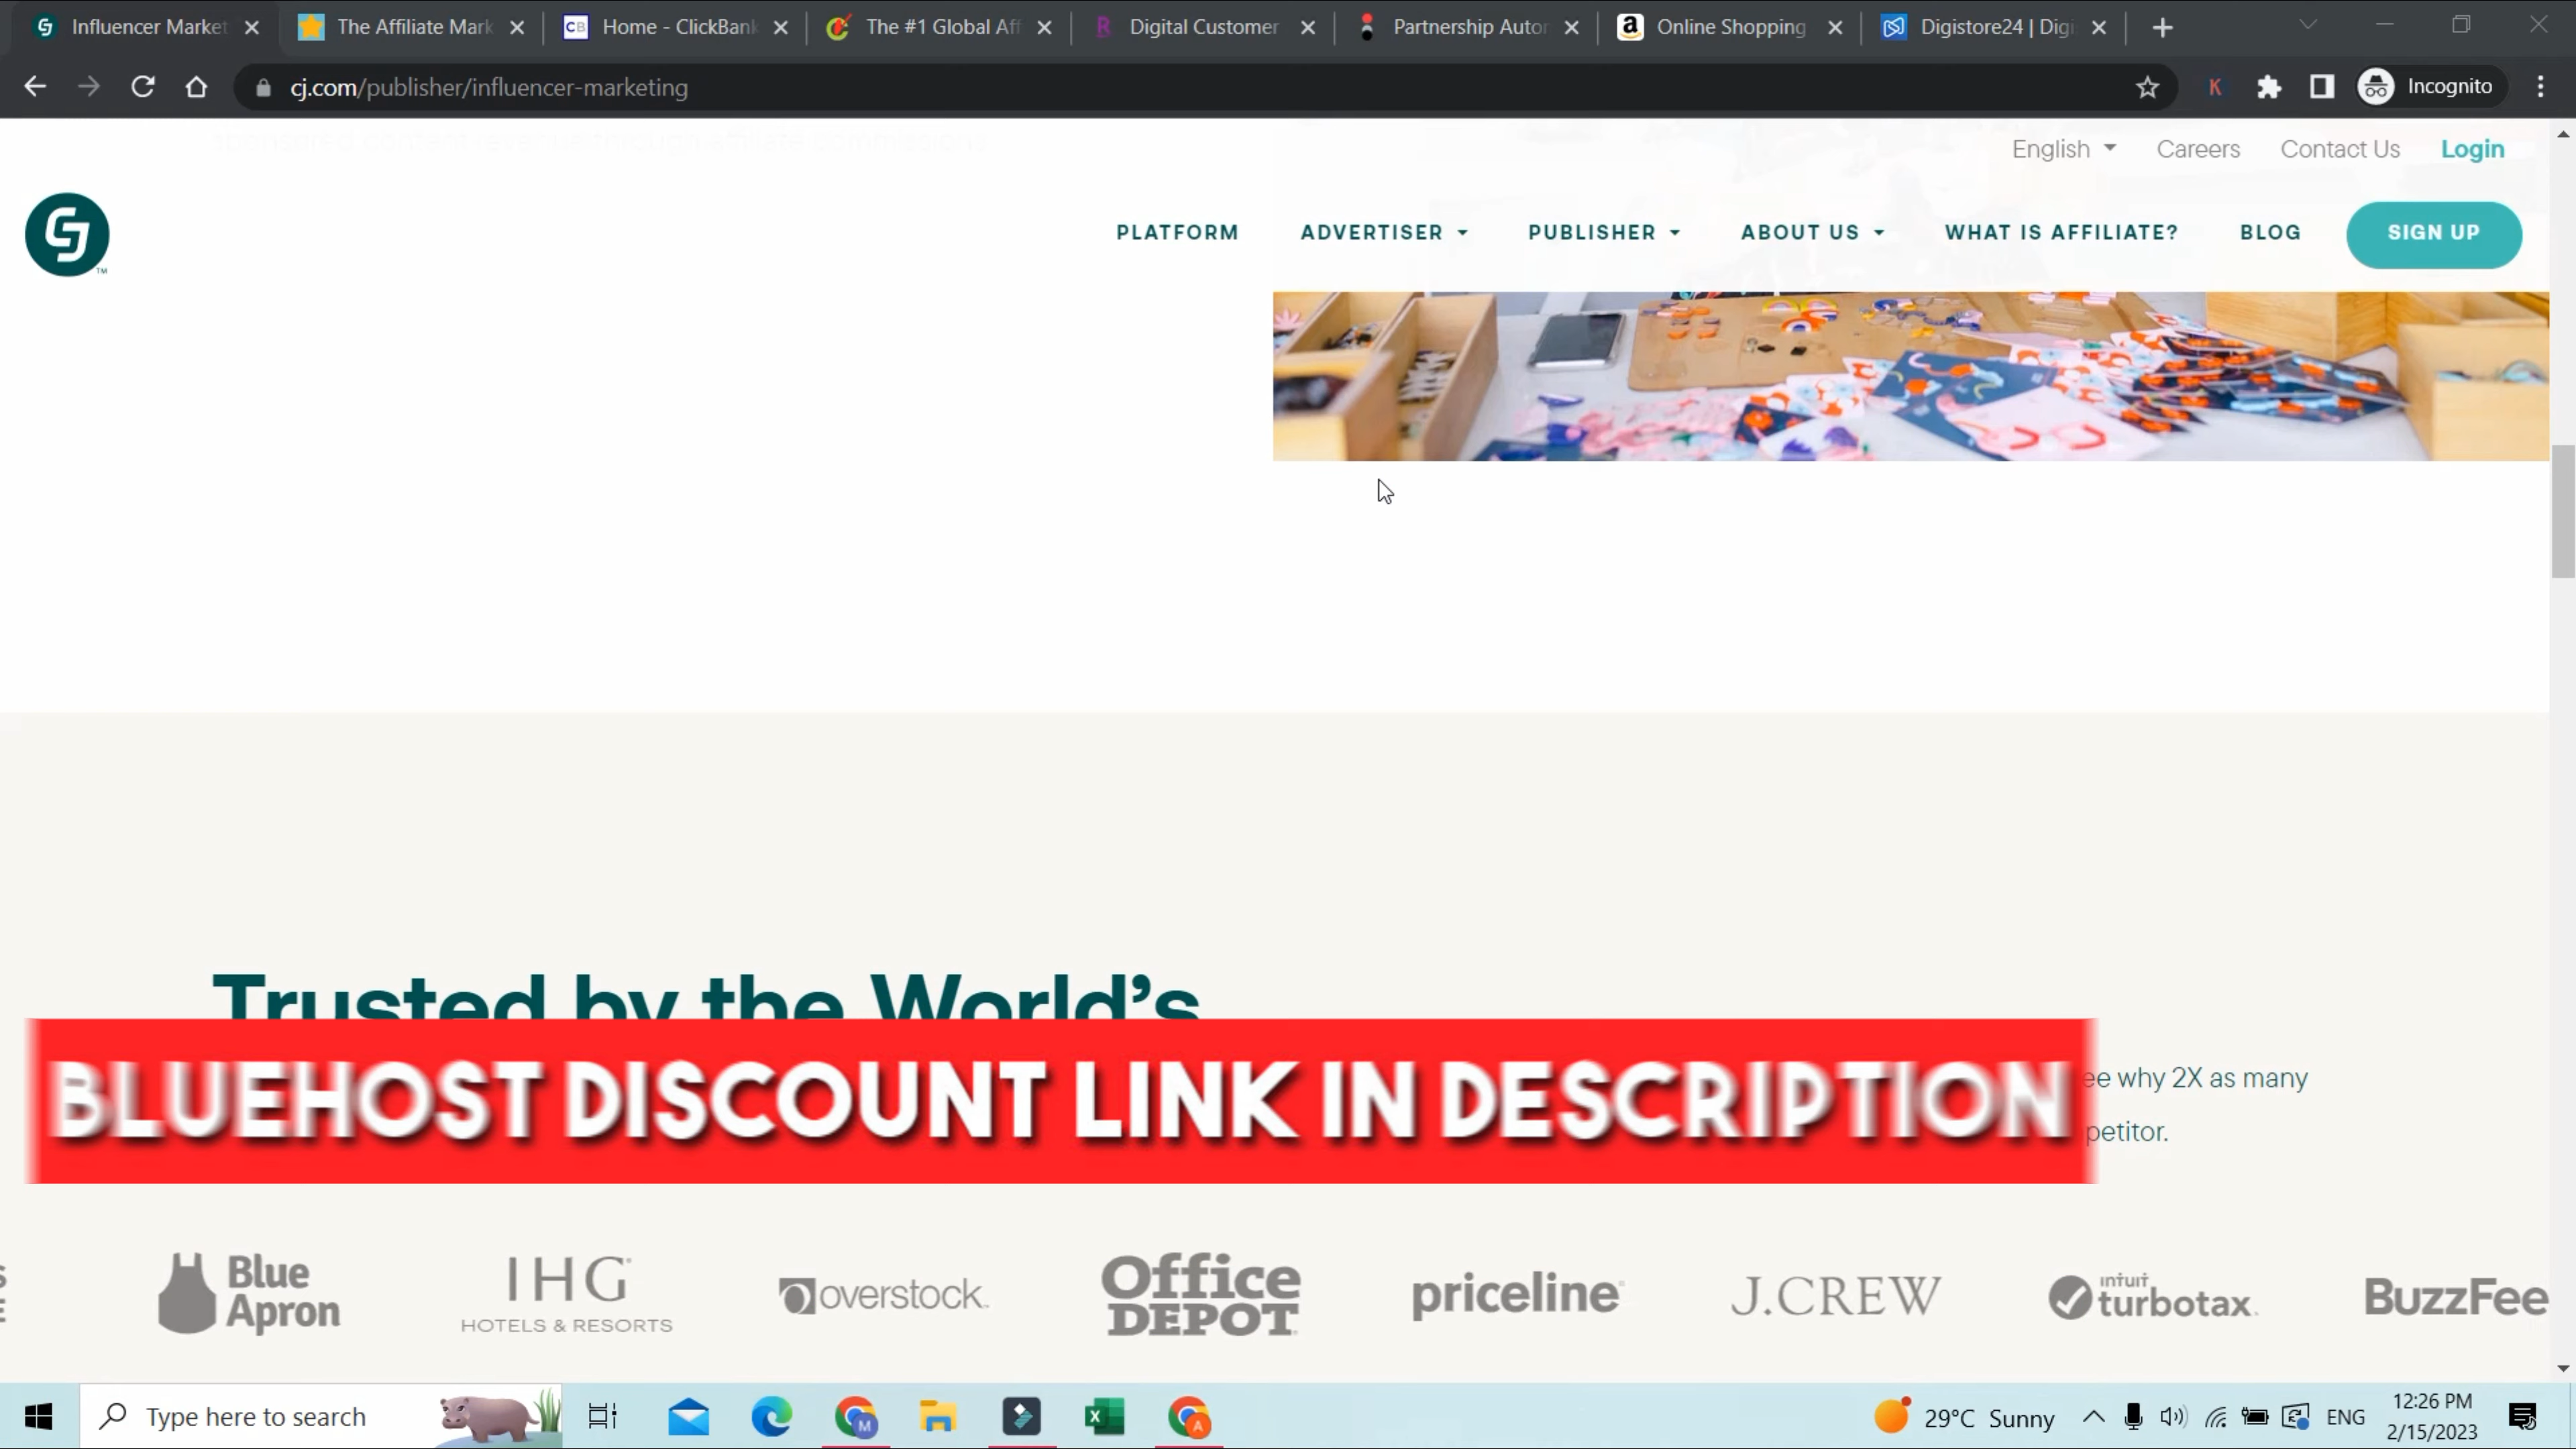 Influencer Market
The Affiliate Mark
CB
Home - ClickBank
The #1 Global Aff
R
Digital Customer
Partnership Autor
a
Online Shopping
Digistore24 | Digi
cj.com/publisher/influencer-marketing
K
Incognito
English
Careers
Contact Us
Login
CJ
TM
PLATFORM
ADVERTISER
PUBLISHER
ABOUT US
WHAT IS AFFILIATE?
BLOG
SIGN UP
Trusted by the World's
BLUEHOST DISCOUNT LINK IN DESCRIPTION
ee why 2X as many
petitor.
Blue
Apron
IHG
HOTELS & RESORTS
overstock.
Office
DEPOT
priceline
J.CREW
intuit
turbotax.
BuzzFee
Type here to search
M
A
29°C Sunny
ENG
12:26 PM
2/15/2023